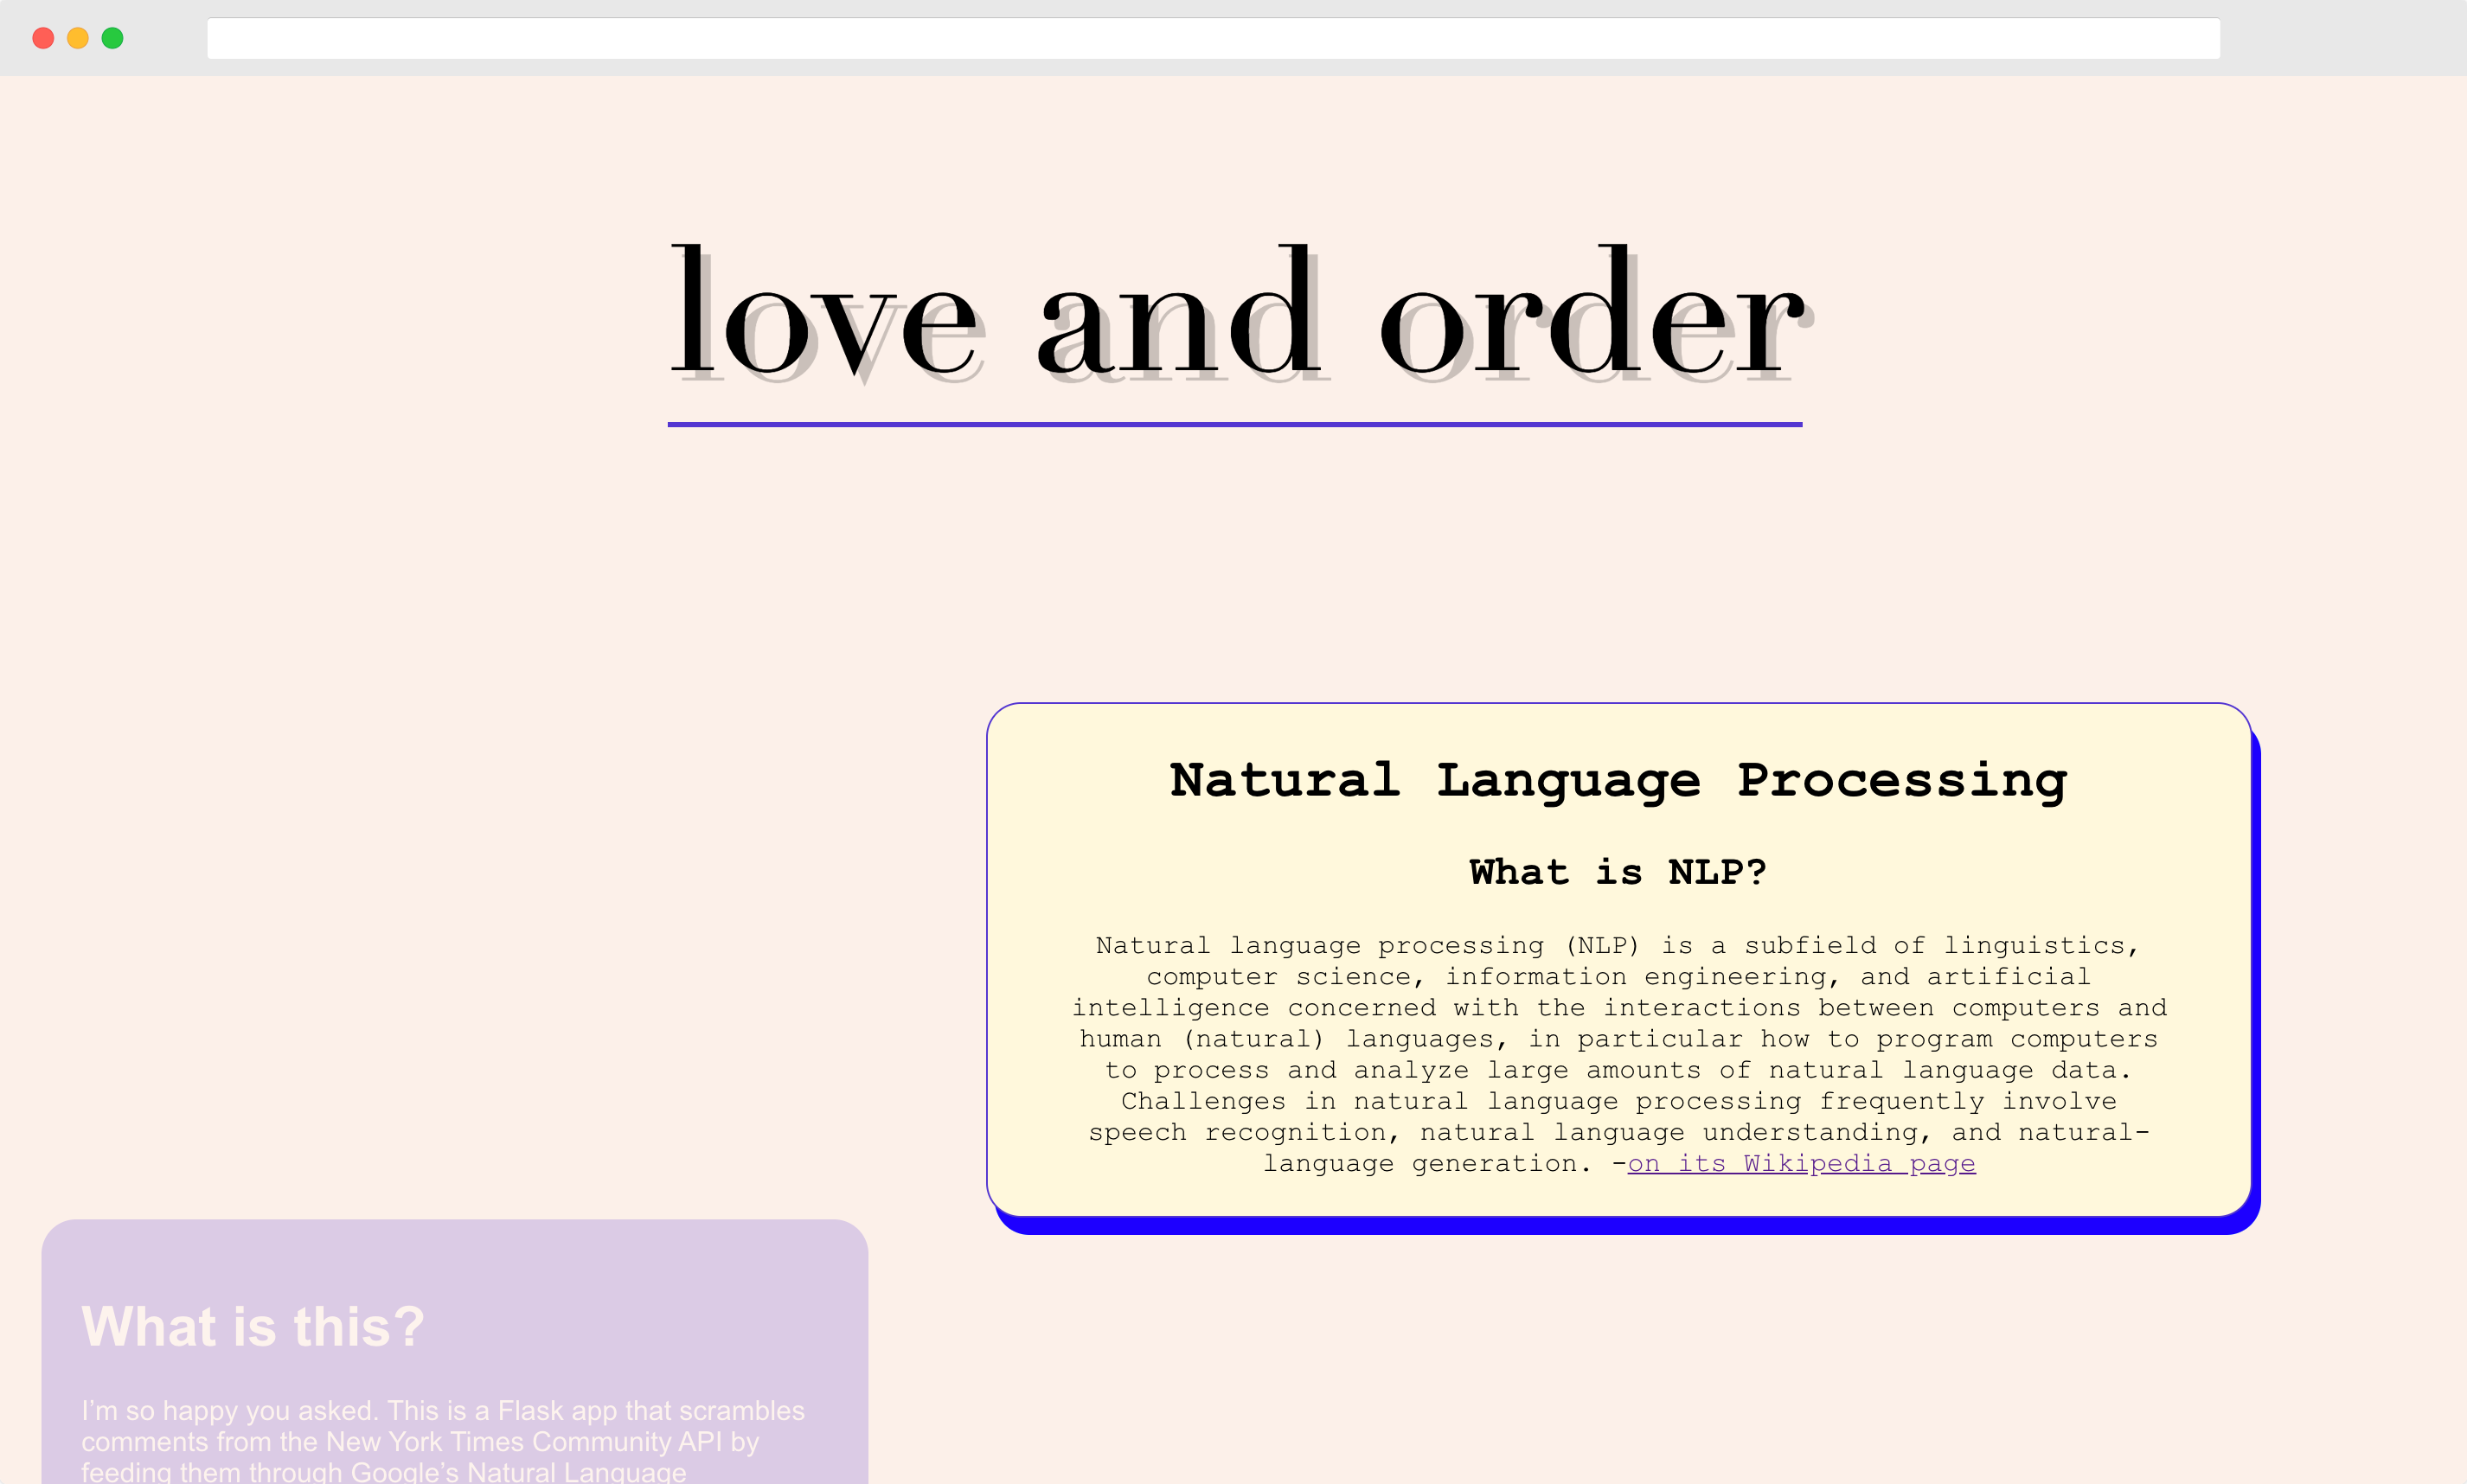 love and order
Natural Language Processing
What is NLP?
Natural language processing (NLP) is a subfield of linguistics,
computer science, information engineering, and artificial
intelligence concerned with the interactions between computers and
human (natural) languages, in particular how to program computers
to process and analyze large amounts of natural language data.
Challenges in natural language processing frequently involve
speech recognition, natural language understanding, and natural-
language generation. -on its Wikipedia page
What is this?
I’m so happy you asked. This is a Flask app that scrambles
comments from the New York Times Community API by
feeding them through Google’s Natural Language